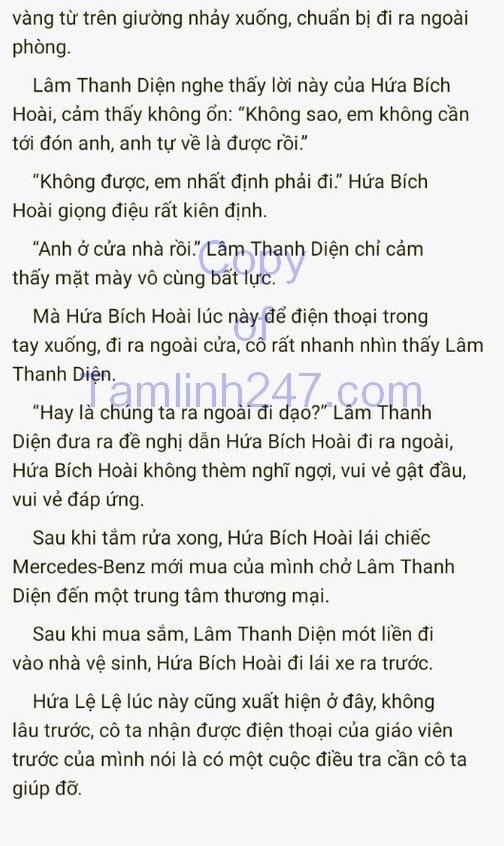 vàng từ trên giường nhảy xuống, chuẩn bị đi ra ngoài
phòng.
Lâm Thanh Diện nghe thấy lời này của Hứa Bích
Hoài, cảm thấy không ổn: “Không sao, em không cần
tới đón anh, anh tự về là được rồi.”
“Không được, em nhất định phải đi.” Hứa Bích
Hoài giọng điệu rất kiên định.
“Anh ở cửa nhà rồi.” Lâm Thanh Diện chỉ cảm
thấy mặt mày vô cùng bất lực.
Copy
of
Tamlinh247.com
Mà Hứa Bích Hoài lúc này để điện thoại trong
tay xuống, đi ra ngoài cửa, cô rất nhanh nhìn thấy Lâm
Thanh Diện.
“Hay là chúng ta ra ngoài đi dạo?” Lâm Thanh
Diện đưa ra đề nghị dẫn Hứa Bích Hoài đi ra ngoài,
Hứa Bích Hoài không thèm nghĩ ngợi, vui vẻ gật đầu,
vui vẻ đáp ứng.
Sau khi tắm rửa xong, Hứa Bích Hoài lái chiếc
Mercedes-Benz mới mua của mình chở Lâm Thanh
Diện đến một trung tâm thương mại.
Sau khi mua sắm, Lâm Thanh Diện mót liền đi
vào nhà vệ sinh, Hứa Bích Hoài đi lái xe ra trước.
Hứa Lệ Lệ lúc này cũng xuất hiện ở đây, không
lâu trước, cô ta nhận được điện thoại của giáo viên
trước của mình nói là có một cuộc điều tra cần cô ta
giúp đỡ.